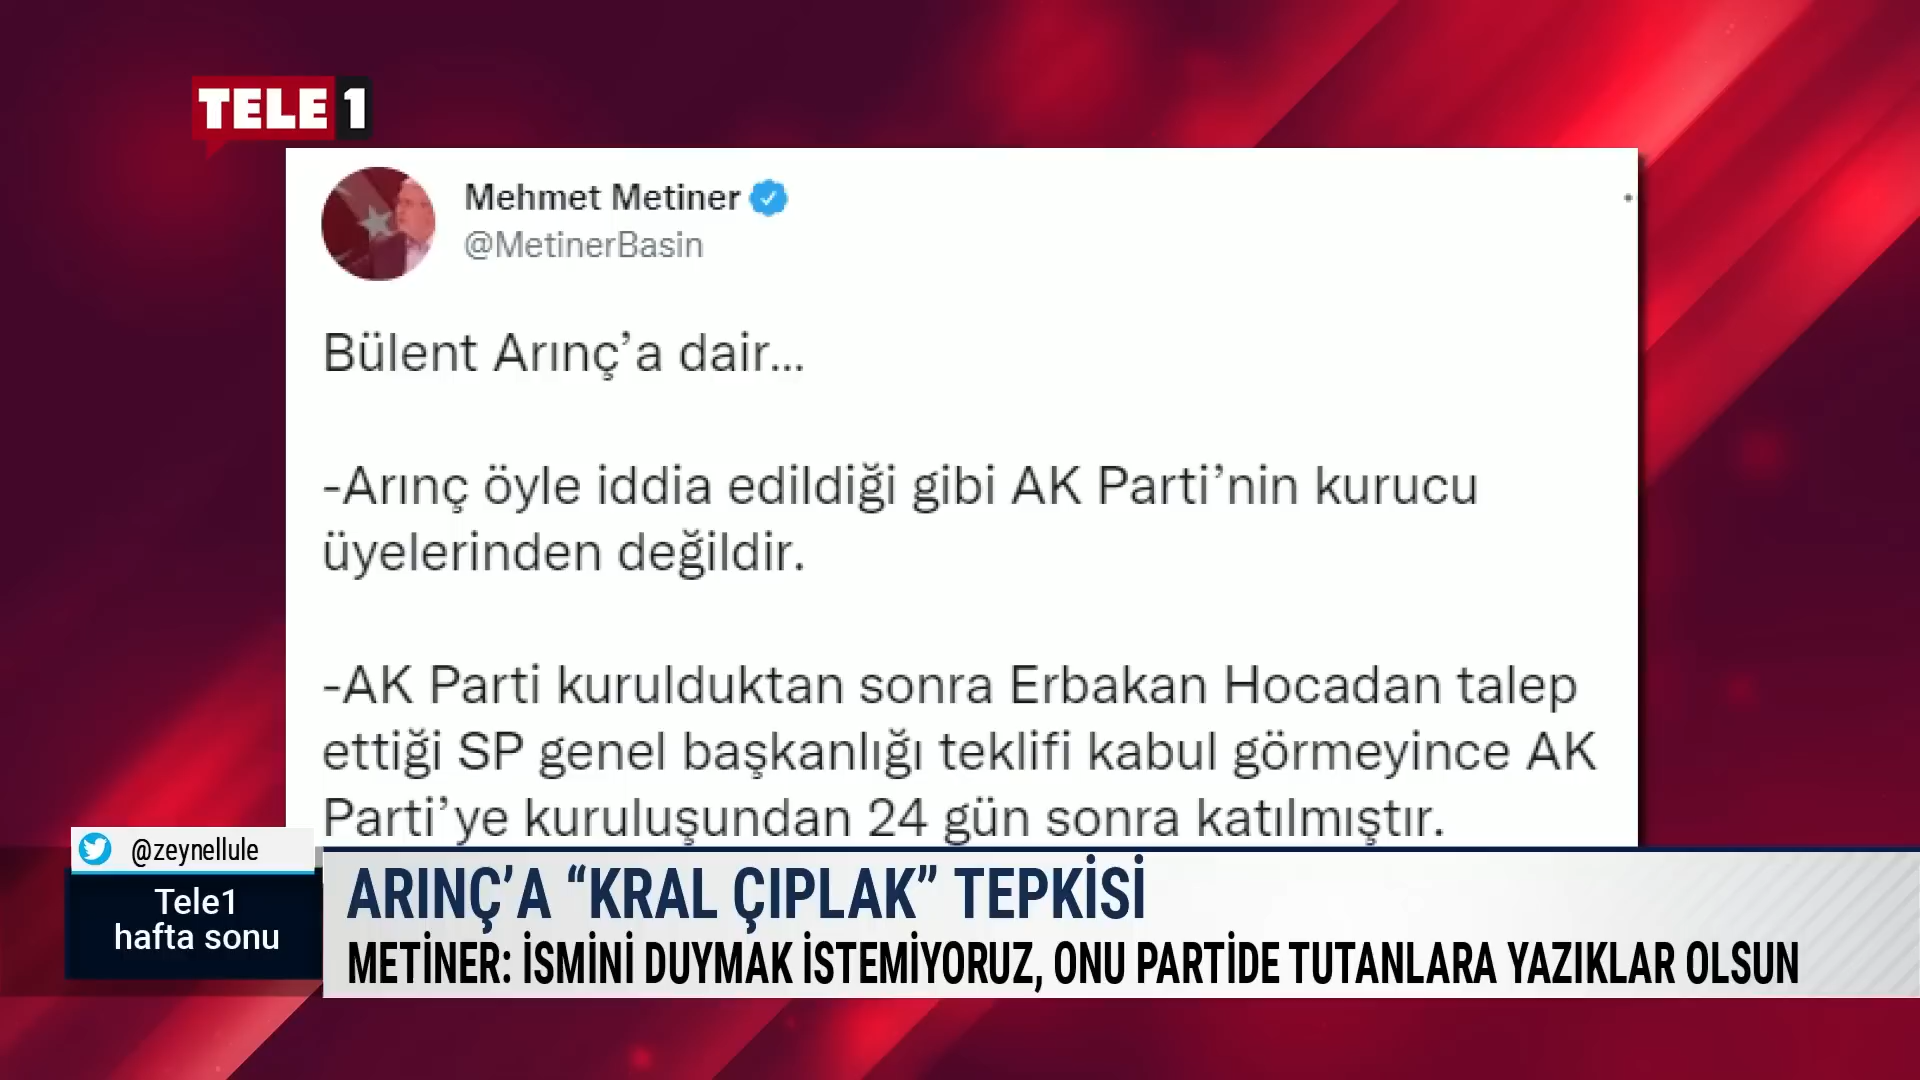 TELE 1
Mehmet Metiner
@MetinerBasin
Bülent Arınç’a dair...
-Arınç öyle iddia edildiği gibi AK Parti’nin kurucu
üyelerinden değildir.
-AK Parti kurulduktan sonra Erbakan Hocadan talep
ettiği SP genel başkanlığı teklifi kabul görmeyince AK
Parti’ye kuruluşundan 24 gün sonra katılmıştır.
@zeynellule
Tele1
hafta sonu
ARINÇ’A “KRAL ÇIPLAK” TEPKİSİ
METİNER: İSMİNİ DUYMAK İSTEMİYORUZ, ONU PARTİDE TUTANLARA YAZIKLAR OLSUN